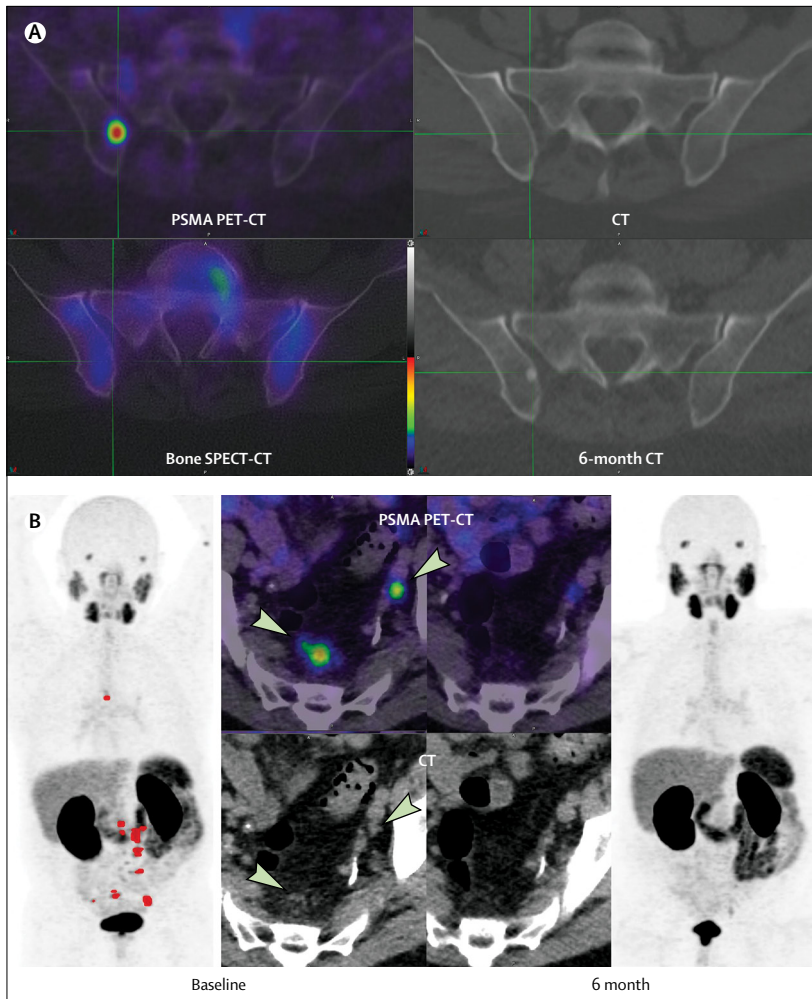 A
PSMA PET-CT
CT
Bone SPECT-CT
6-month CT
B
PSMA PET-CT
CT
Baseline
6 month